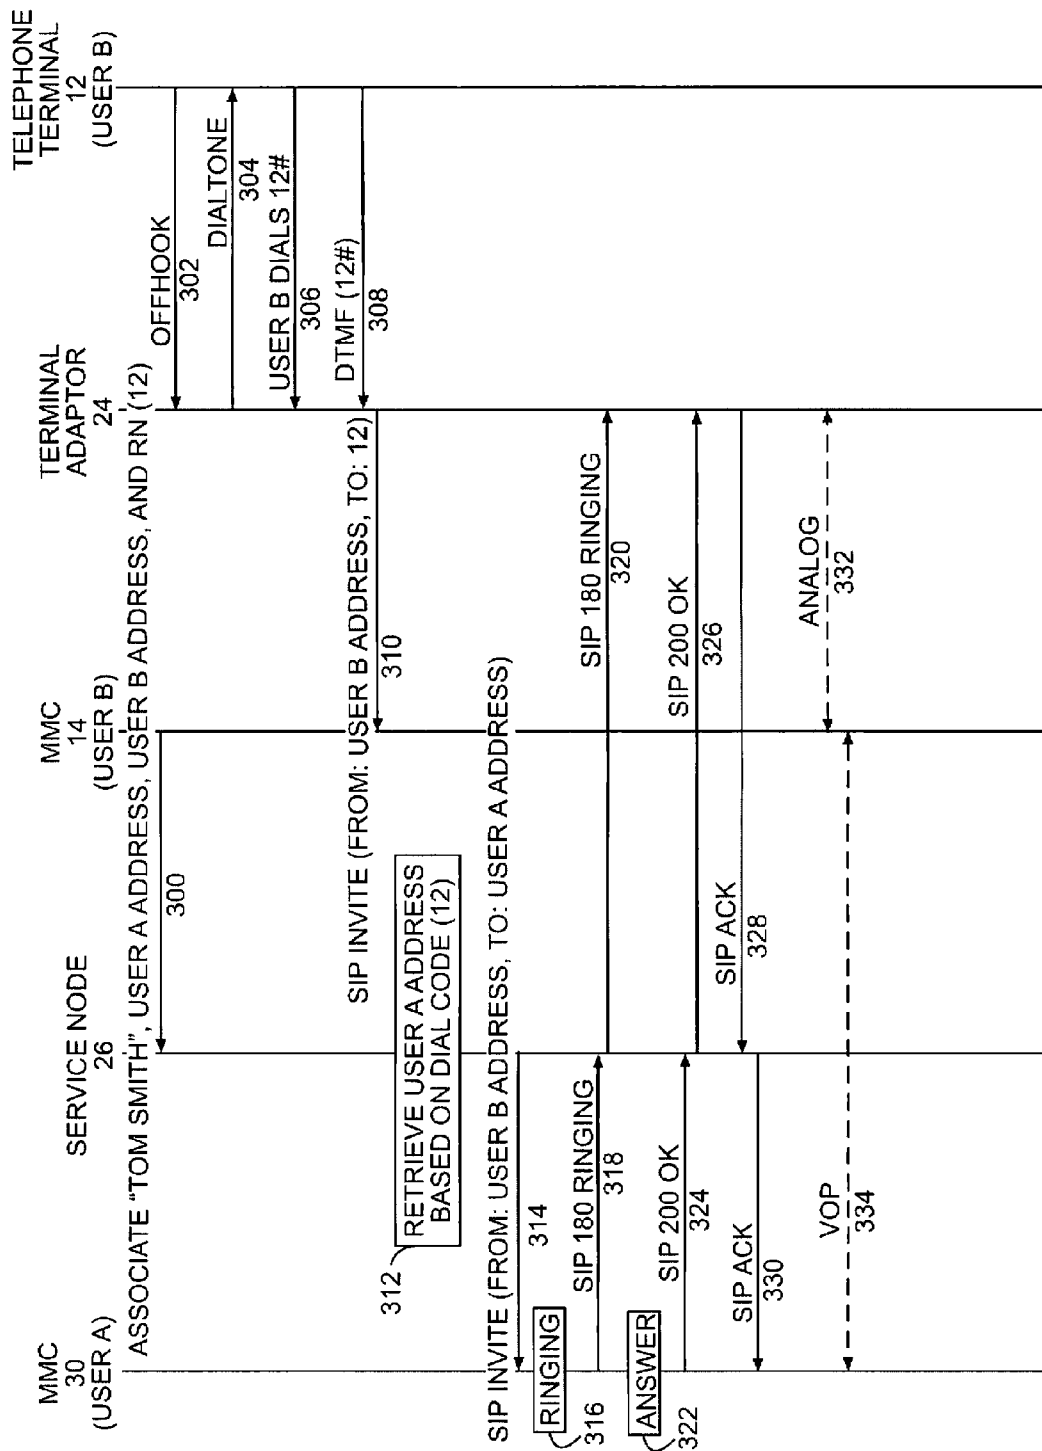 MMC
30
(USER A)
SERVICE NODE
26
MMC
14
(USER B)
TERMINAL
ADAPTOR
24
TELEPHONE
TERMINAL
12
(USER B)
ASSOCIATE “TOM SMITH”, USER A ADDRESS, USER B ADDRESS, AND RN (12)
300
OFFHOOK
302
DIALTONE
304
USER B DIALS 12#
306
DTMF (12#)
308
SIP INVITE (FROM: USER B ADDRESS, TO: 12)
310
RETRIEVE USER A ADDRESS
BASED ON DIAL CODE (12)
312
SIP INVITE (FROM: USER B ADDRESS, TO: USER A ADDRESS)
314
RINGING
316
SIP 180 RINGING
318
SIP 180 RINGING
320
ANSWER
322
SIP 200 OK
324
SIP 200 OK
326
SIP ACK
328
SIP ACK
330
ANALOG
332
VOP
334